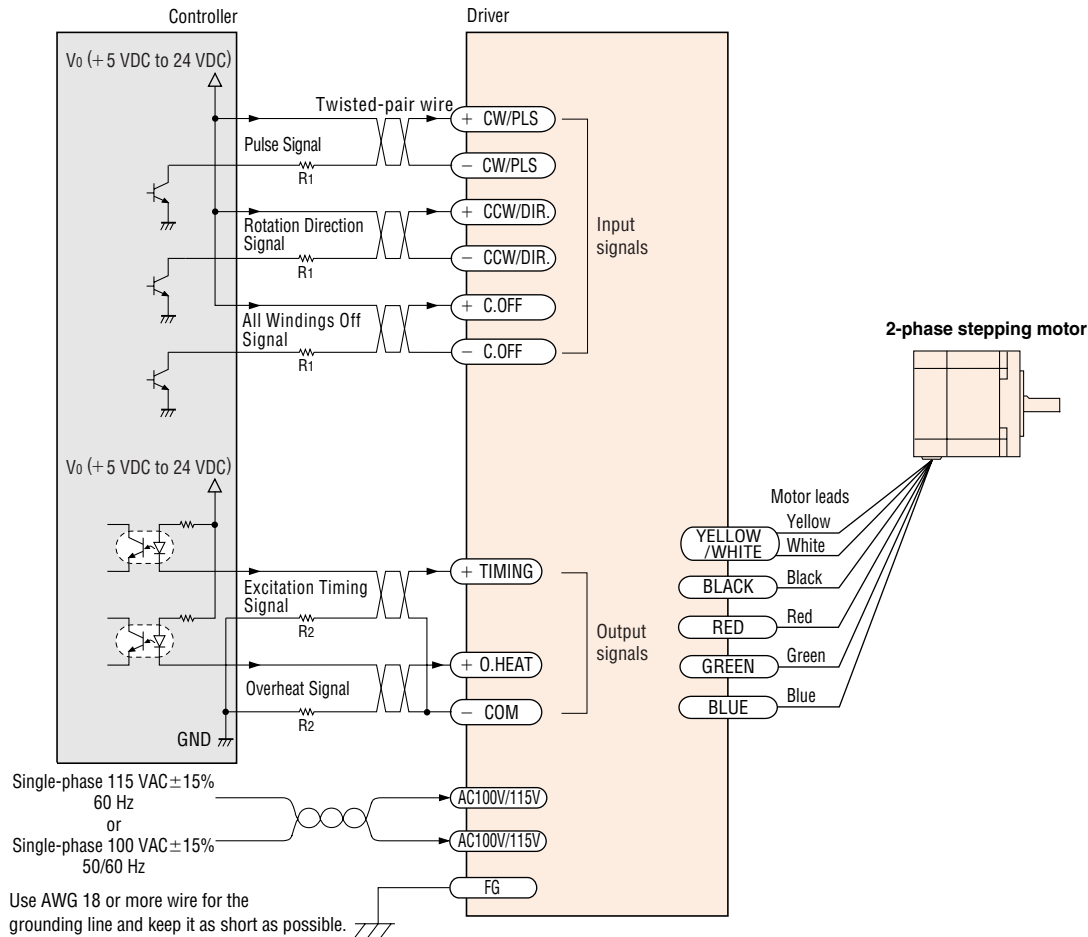 Controller
Driver
V0 (+5 VDC to 24 VDC)
Twisted-pair wire
+ CW/PLS
Pulse Signal
R1
− CW/PLS
+ CCW/DIR.
Rotation Direction
Signal
R1
− CCW/DIR.
Input
signals
+ C.OFF
All Windings Off
Signal
R1
− C.OFF
2-phase stepping motor
V0 (+5 VDC to 24 VDC)
Motor leads
YELLOW
/WHITE
Yellow
White
BLACK
Black
RED
Red
GREEN
Green
BLUE
Blue
+ TIMING
Excitation Timing
Signal
R2
Output
signals
+ O.HEAT
Overheat Signal
R2
− COM
GND
Single-phase 115 VAC±15%
60 Hz
or
Single-phase 100 VAC±15%
50/60 Hz
AC100V/115V
AC100V/115V
FG
Use AWG 18 or more wire for the
grounding line and keep it as short as possible.